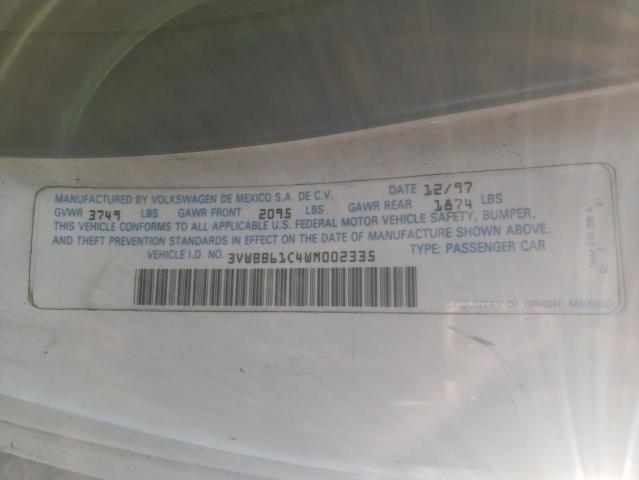 MANUFACTURED BY VOLKSWAGEN DE MEXICO S.A. DE C.V. DATE 12/97
GVWR 3749 LBS GAWR FRONT 2095 LBS GAWR REAR 1874 LBS
THIS VEHICLE CONFORMS TO ALL APPLICABLE U.S. FEDERAL MOTOR VEHICLE SAFETY, BUMPER,
AND THEFT PREVENTION STANDARDS IN EFFECT ON THE DATE OF MANUFACTURE SHOWN ABOVE.
VEHICLE I.D. NO. 3VWBB61C4WM002335 TYPE: PASSENGER CAR
COUNTRY OF ORIGIN: MEXICO